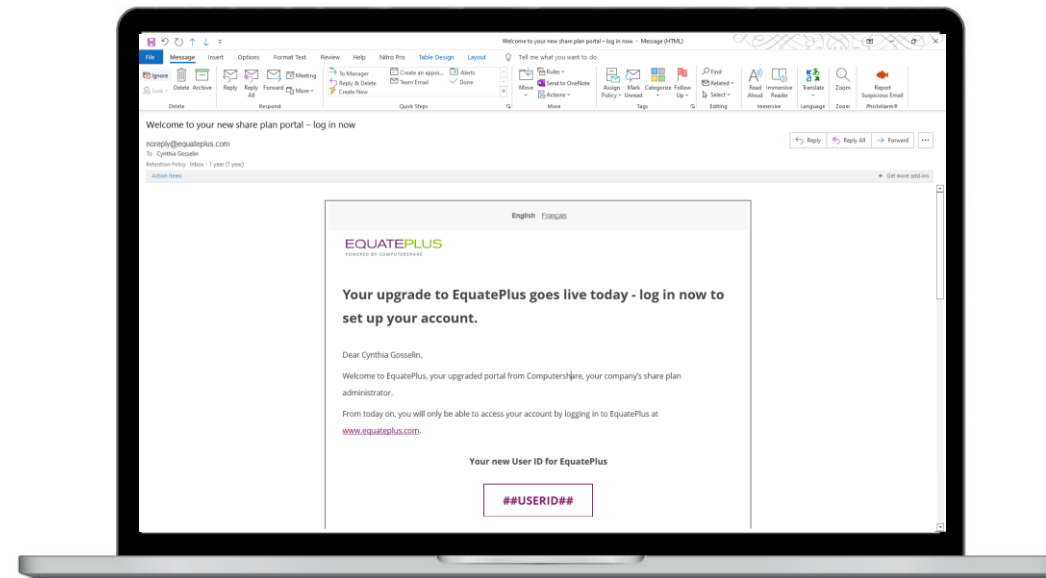 Welcome to your new share plan portal – log in now - Message (HTML)
File Message Insert Options Format Text Review Help Nitro Pro Table Design Layout Tell me what you want to do
Ignore
Delete Archive
Reply Reply All Forward
Meeting
More
To Manager
Reply & Delete
Create New
Create an appoi...
Team Email
Alerts
Done
Move
Rules
Send to OneNote
Actions
Assign Policy Mark Unread Categorize Follow Up
Find
Related
Select
Read Aloud Immersive Reader
Translate
Zoom
Report Suspicious Email
Delete Respond Quick Steps Move Tags Editing Immersive Language Zoom
Welcome to your new share plan portal – log in now
noreply@equateplus.com
To Cynthia Gosselin
Retention Policy Inbox - 1 year (1 year)
Reply Reply All Forward
Action Items
Get more add-ins
English Français
EQUATEPLUS
POWERED BY COMPUTERSHARE
Your upgrade to EquatePlus goes live today - log in now to
set up your account.
Dear Cynthia Gosselin,
Welcome to EquatePlus, your upgraded portal from Computershare, your company's share plan
administrator.
From today on, you will only be able to access your account by logging in to EquatePlus at
www.equateplus.com.
Your new User ID for EquatePlus
##USERID##